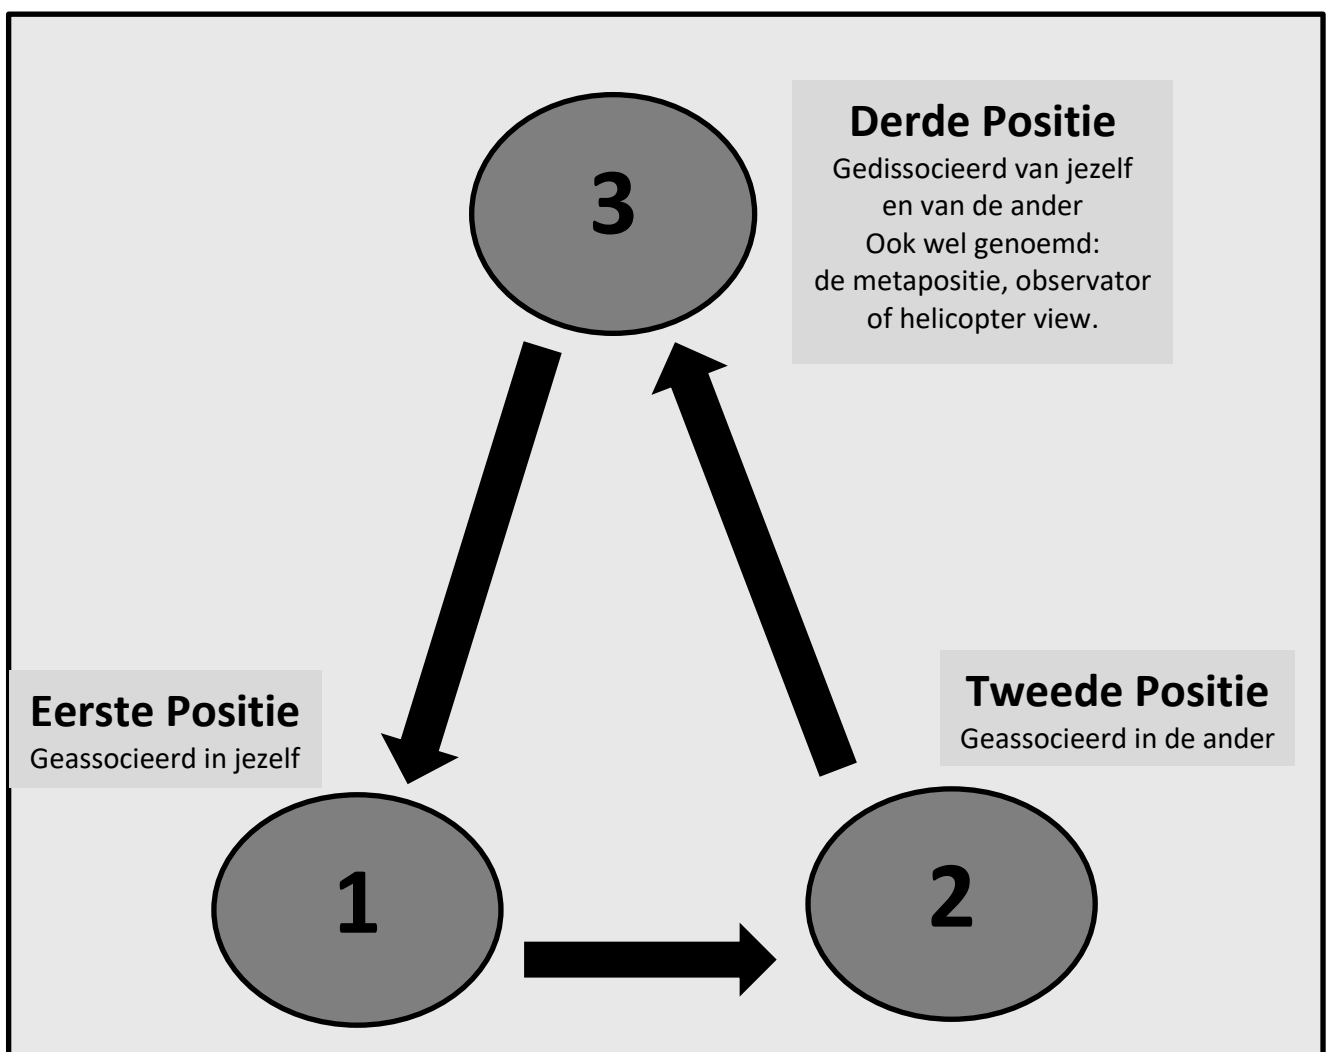 3
Derde Positie
Gedissocieerd van jezelf
en van de ander
Ook wel genoemd:
de metapositie, observator
of helicopter view.
Eerste Positie
Geassocieerd in jezelf
Tweede Positie
Geassocieerd in de ander
1
2